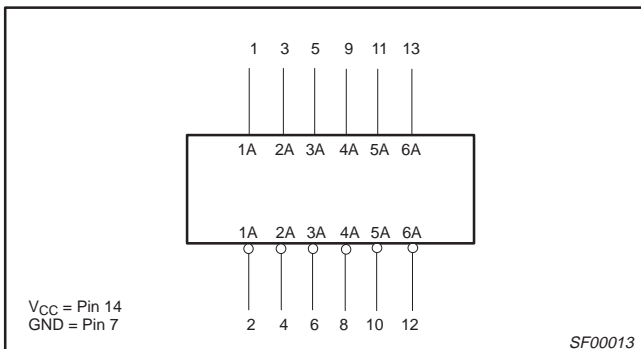 1 3 5 9 11 13
1A 2A 3A 4A 5A 6A
1A 2A 3A 4A 5A 6A
2 4 6 8 10 12
VCC = Pin 14
GND = Pin 7
SF00013